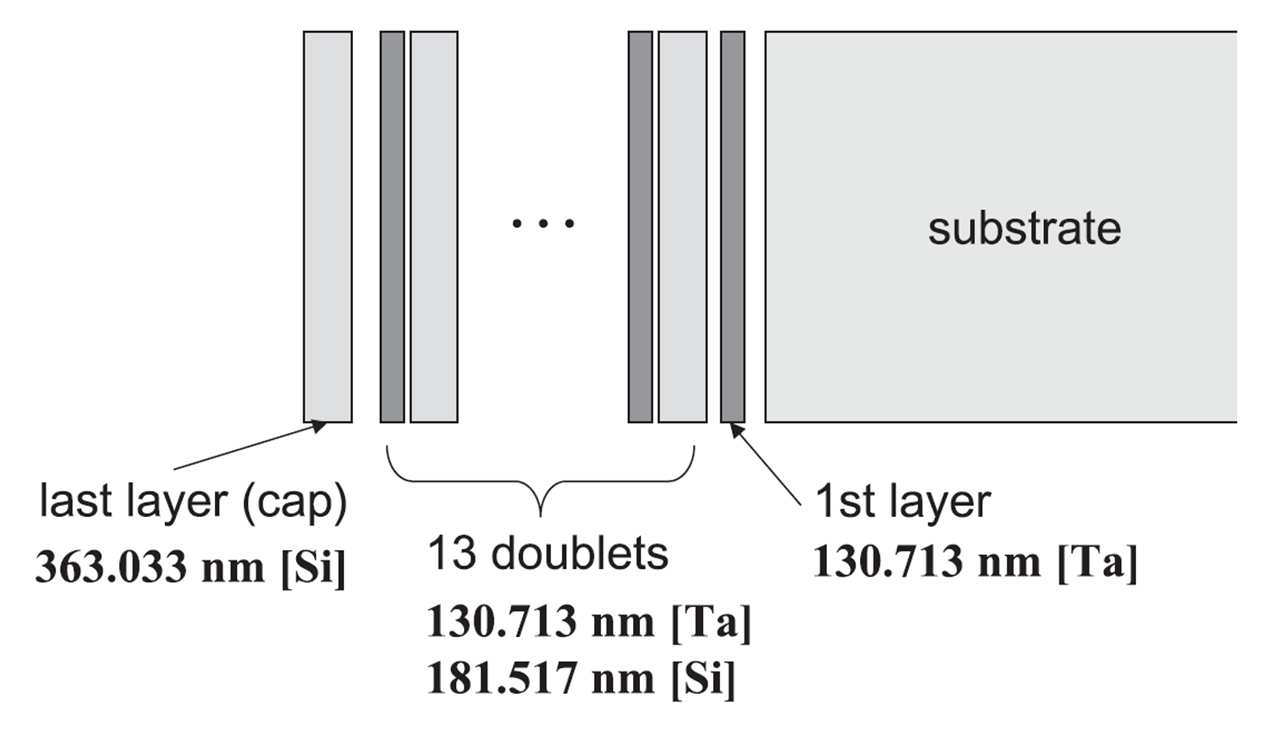 substrate
last layer (cap)
363.033 nm [Si]
13 doublets
130.713 nm [Ta]
181.517 nm [Si]
1st layer
130.713 nm [Ta]